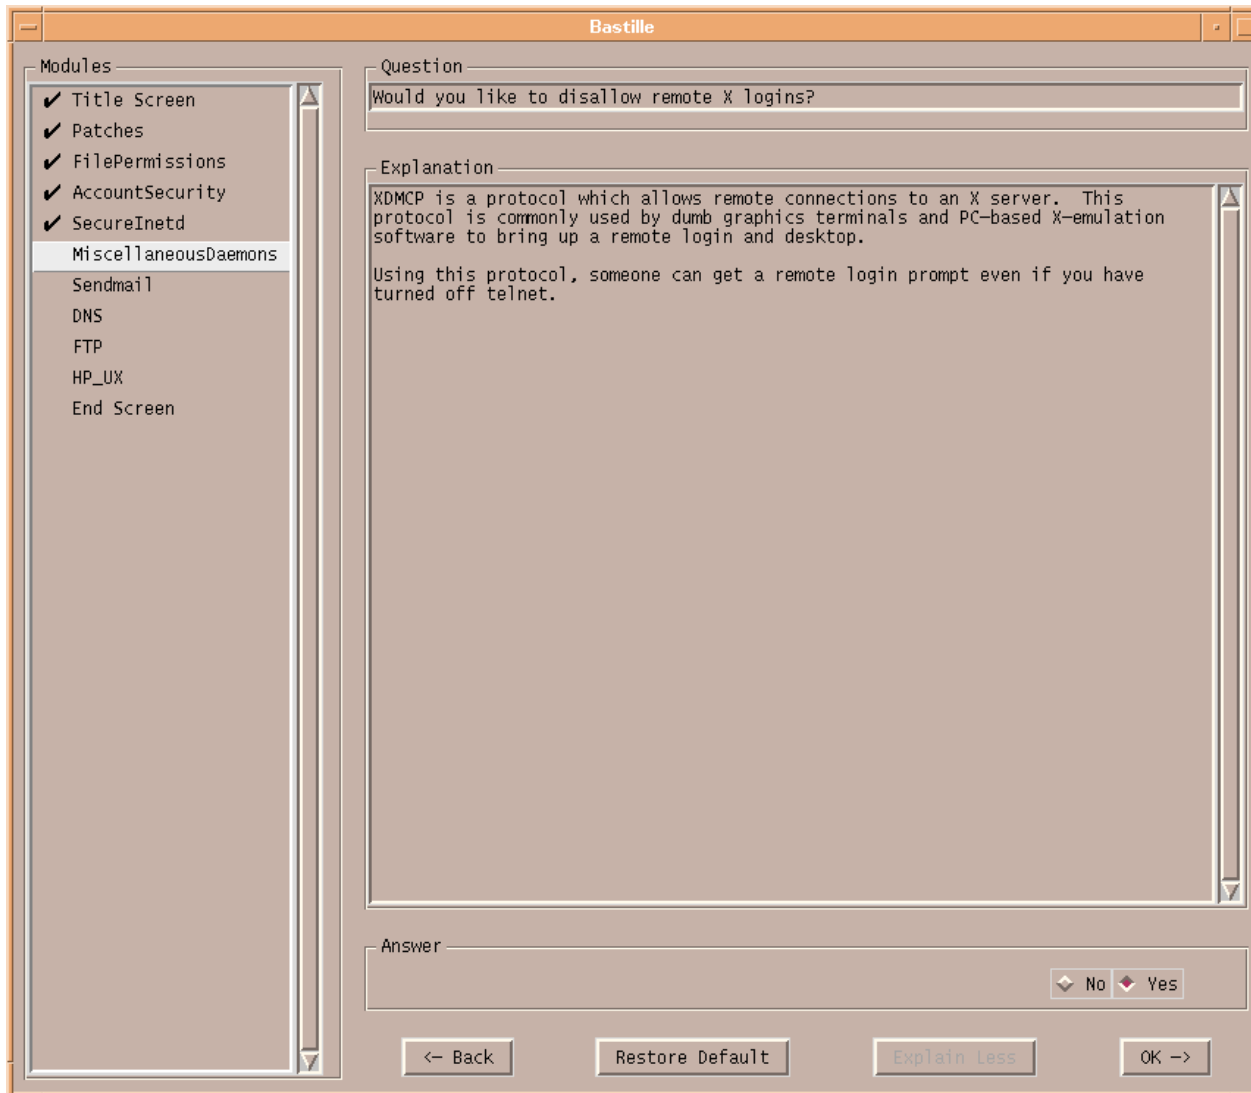 Bastille
Modules
Title Screen
Patches
FilePermissions
AccountSecurity
SecureInetd
MiscellaneousDaemons
Sendmail
DNS
FTP
HP_UX
End Screen
Question
Would you like to disallow remote X logins?
Explanation
XDMCP is a protocol which allows remote connections to an X server.  This
protocol is commonly used by dumb graphics terminals and PC-based X-emulation
software to bring up a remote login and desktop.
Using this protocol, someone can get a remote login prompt even if you have
turned off telnet.
Answer
No Yes
<- Back Restore Default Explain Less OK ->